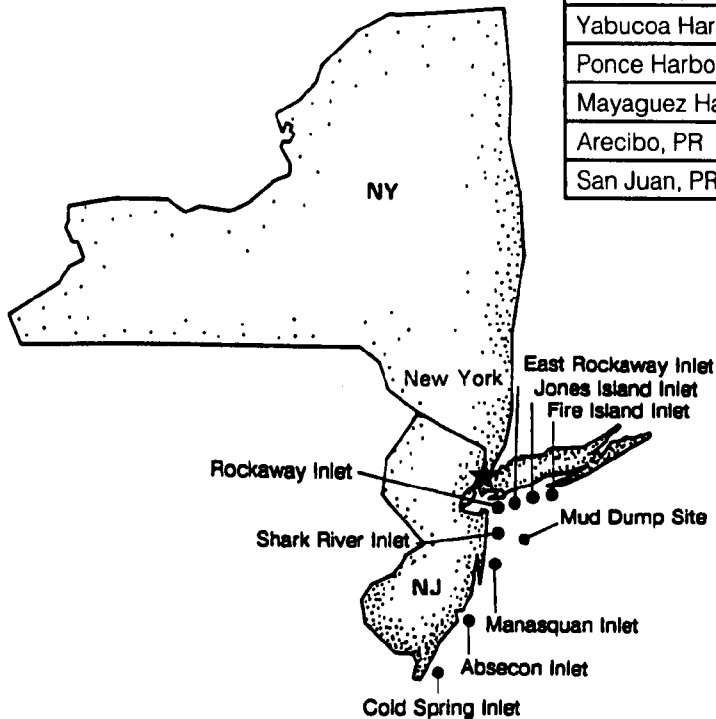 Yabucoa Har
Ponce Harbo
Mayaguez Ha
Arecibo, PR
San Juan, PR
NY
New York
East Rockaway Inlet
Jones Island Inlet
Fire Island Inlet
Rockaway Inlet
Mud Dump Site
Shark River Inlet
NJ
Manasquan Inlet
Absecon Inlet
Cold Spring Inlet